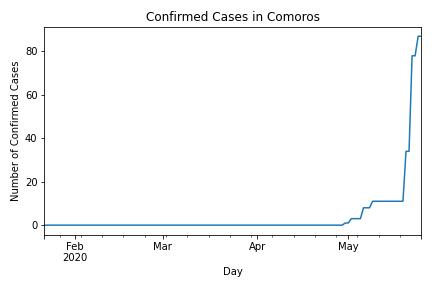 Confirmed Cases in Comoros
Number of Confirmed Cases
80
60
40
20
0
Feb Mar Apr May
2020
Day